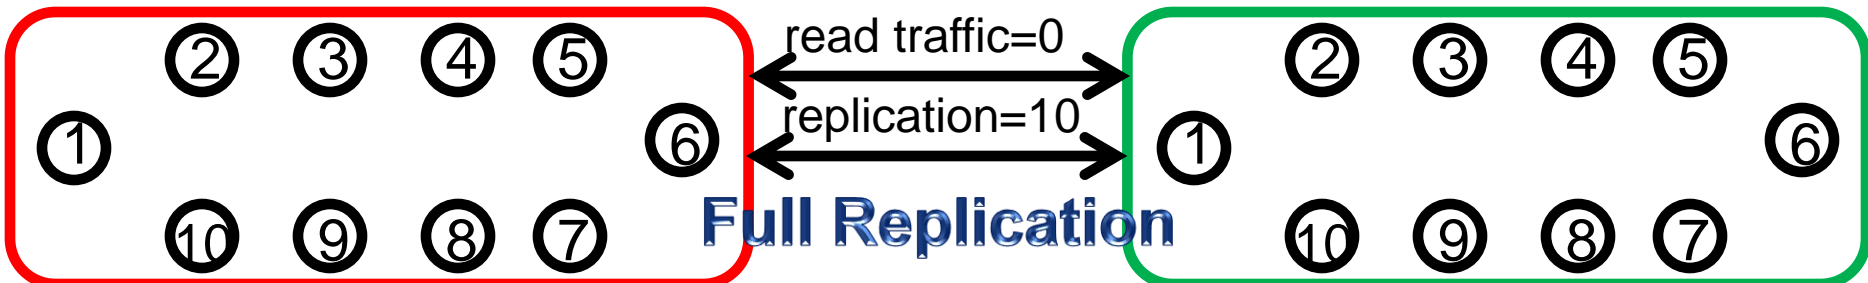 2 3 4 5 read traffic=0 2 3 4 5
1 6 replication=10 1 6
10 9 8 7 Full Replication 10 9 8 7